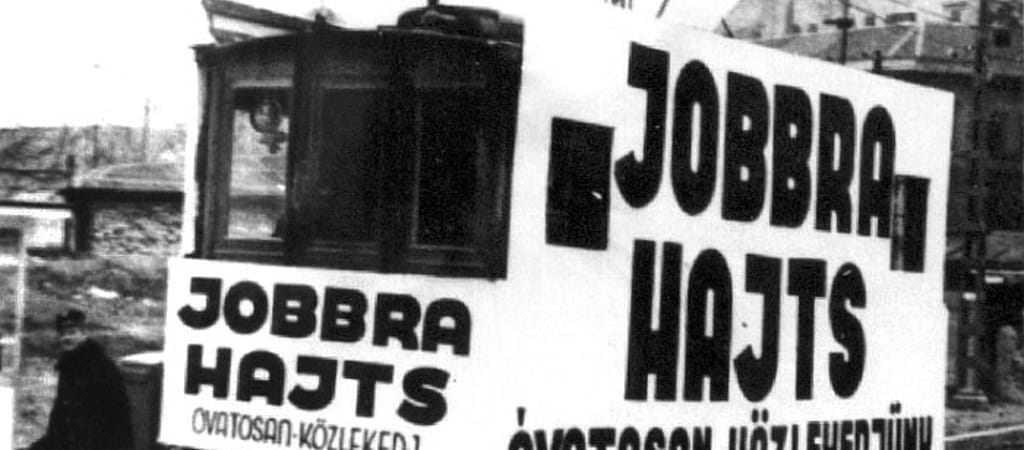 JOBBRA
HAJTS
ÓVATOSAN-KÖZLEKEDJ
JOBBRA
HAJTS
ÓVATOSAN KÖZLEKEDJÜNK